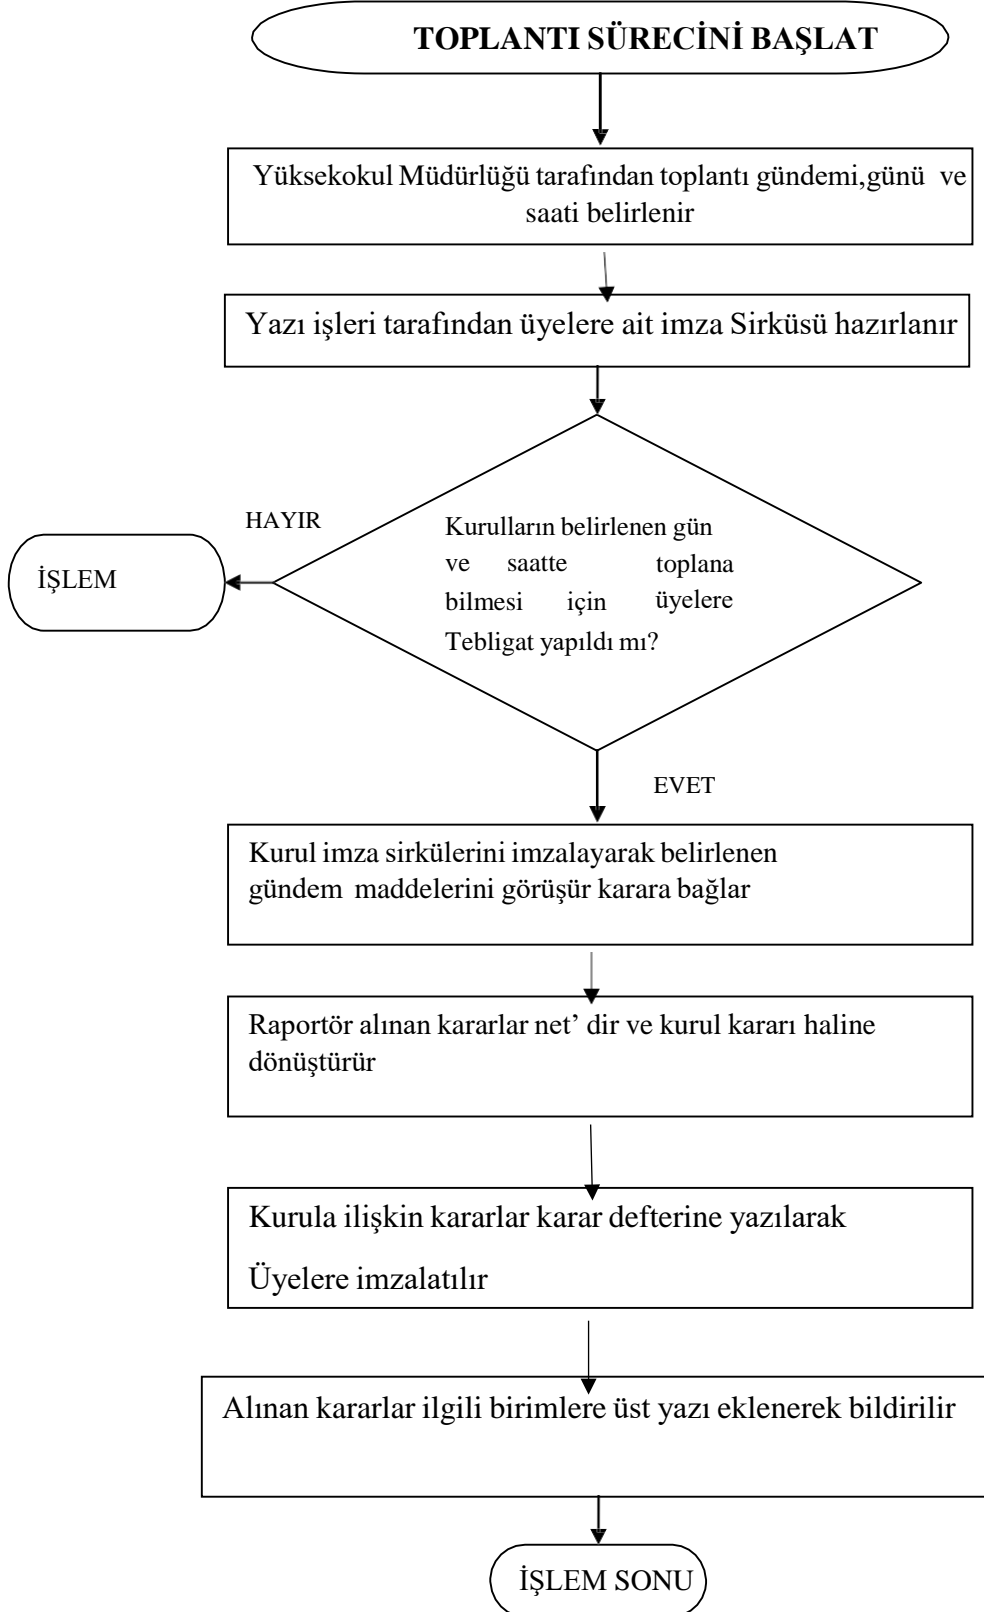 TOPLANTI SÜRECİNİ BAŞLAT
Yüksekokul Müdürlüğü tarafından toplantı gündemi,günü ve
saati belirlenir
Yazı işleri tarafından üyelere ait imza Sirküsü hazırlanır
HAYIR
İŞLEM
Kurulların belirlenen gün
ve saatte toplana
bilmesi için üyelere
Tebligat yapıldı mı?
EVET
Kurul imza sirkülerini imzalayarak belirlenen
gündem maddelerini görüşür karara bağlar
Raportör alınan kararlar net’ dir ve kurul kararı haline
dönüştürür
Kurula ilişkin kararlar karar defterine yazılarak
Üyelere imzalatılır
Alınan kararlar ilgili birimlere üst yazı eklenerek bildirilir
İŞLEM SONU